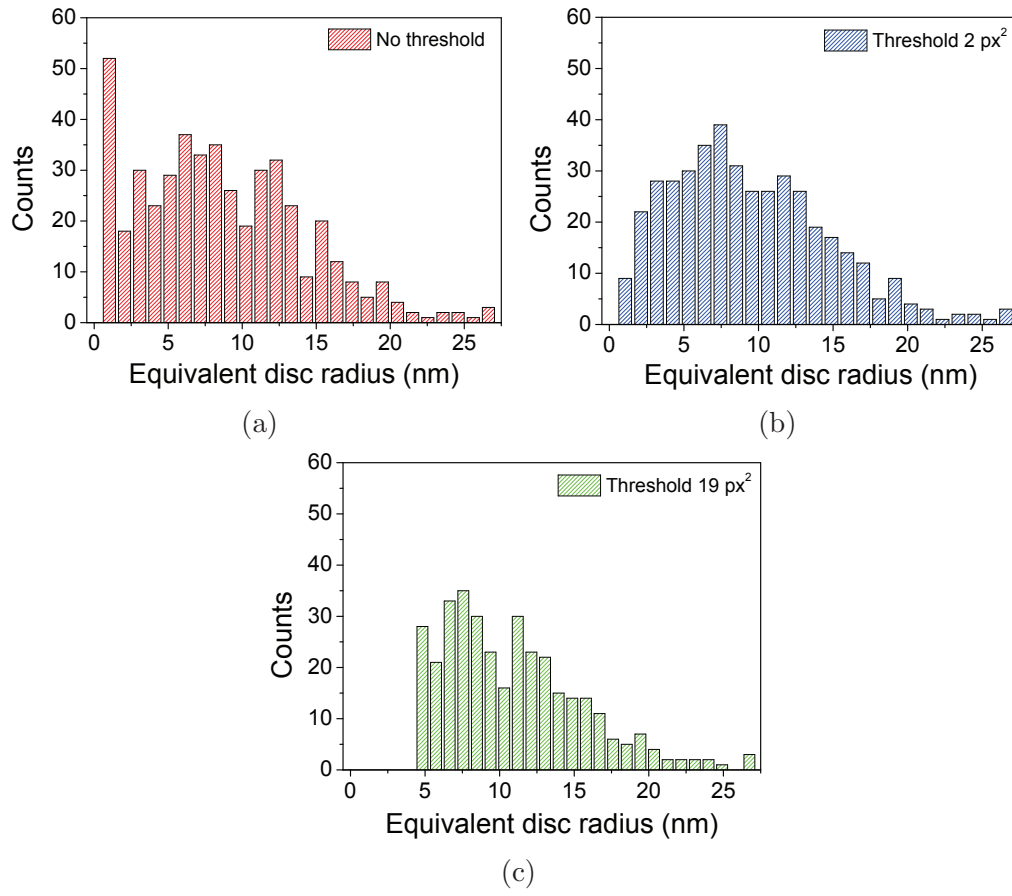 60
50
40
30
20
10
0
Counts
No threshold
0 5 10 15 20 25
Equivalent disc radius (nm)
(a)
60
50
40
30
20
10
0
Counts
Threshold 2 px²
0 5 10 15 20 25
Equivalent disc radius (nm)
(b)
60
50
40
30
20
10
0
Counts
Threshold 19 px²
0 5 10 15 20 25
Equivalent disc radius (nm)
(c)